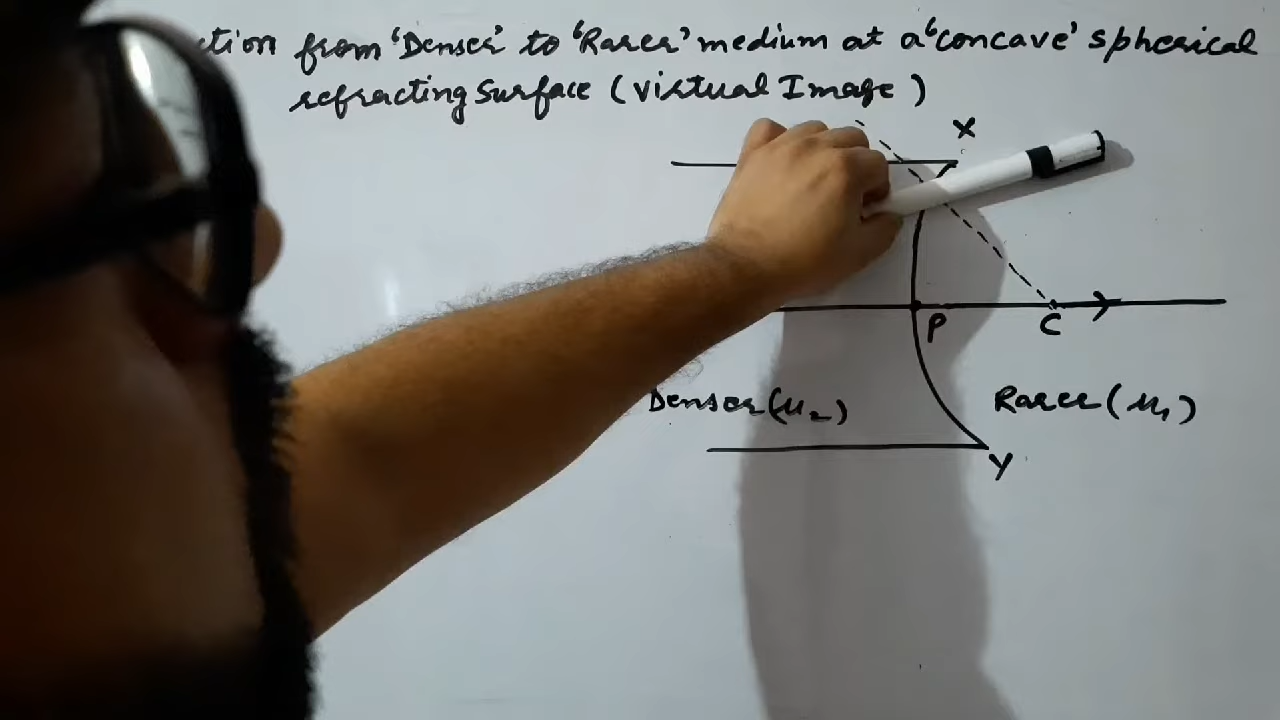 ction from 'Denser' to 'Rarer' medium at a 'concave' spherical
refracting surface (virtual Image)
X
P
C
Denser (μ₂)
Rarer (μ₁)
Y